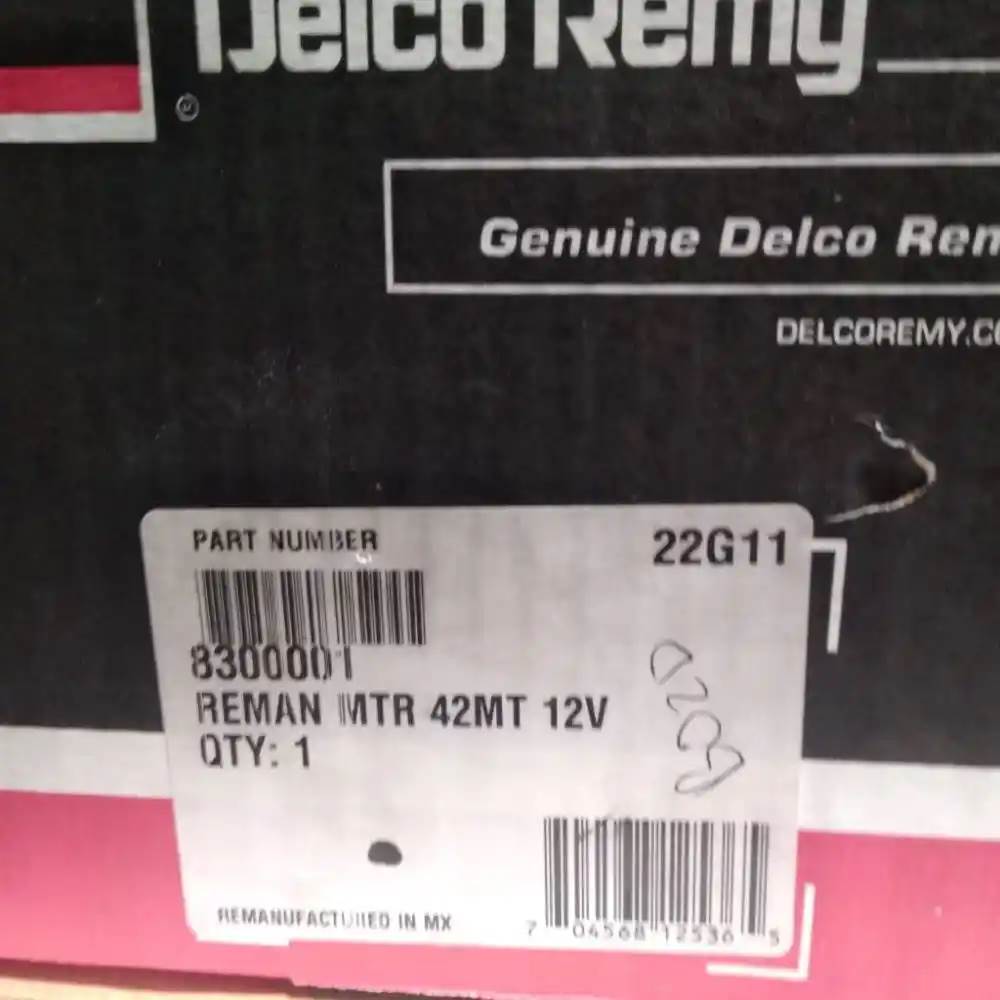 Delco Remy
Genuine Delco Rem
DELCOREMY.CO
PART NUMBER
22G11
8300001
REMAN MTR 42MT 12V
QTY: 1
REMANUFACTURED IN MX
7 04568 12536 5